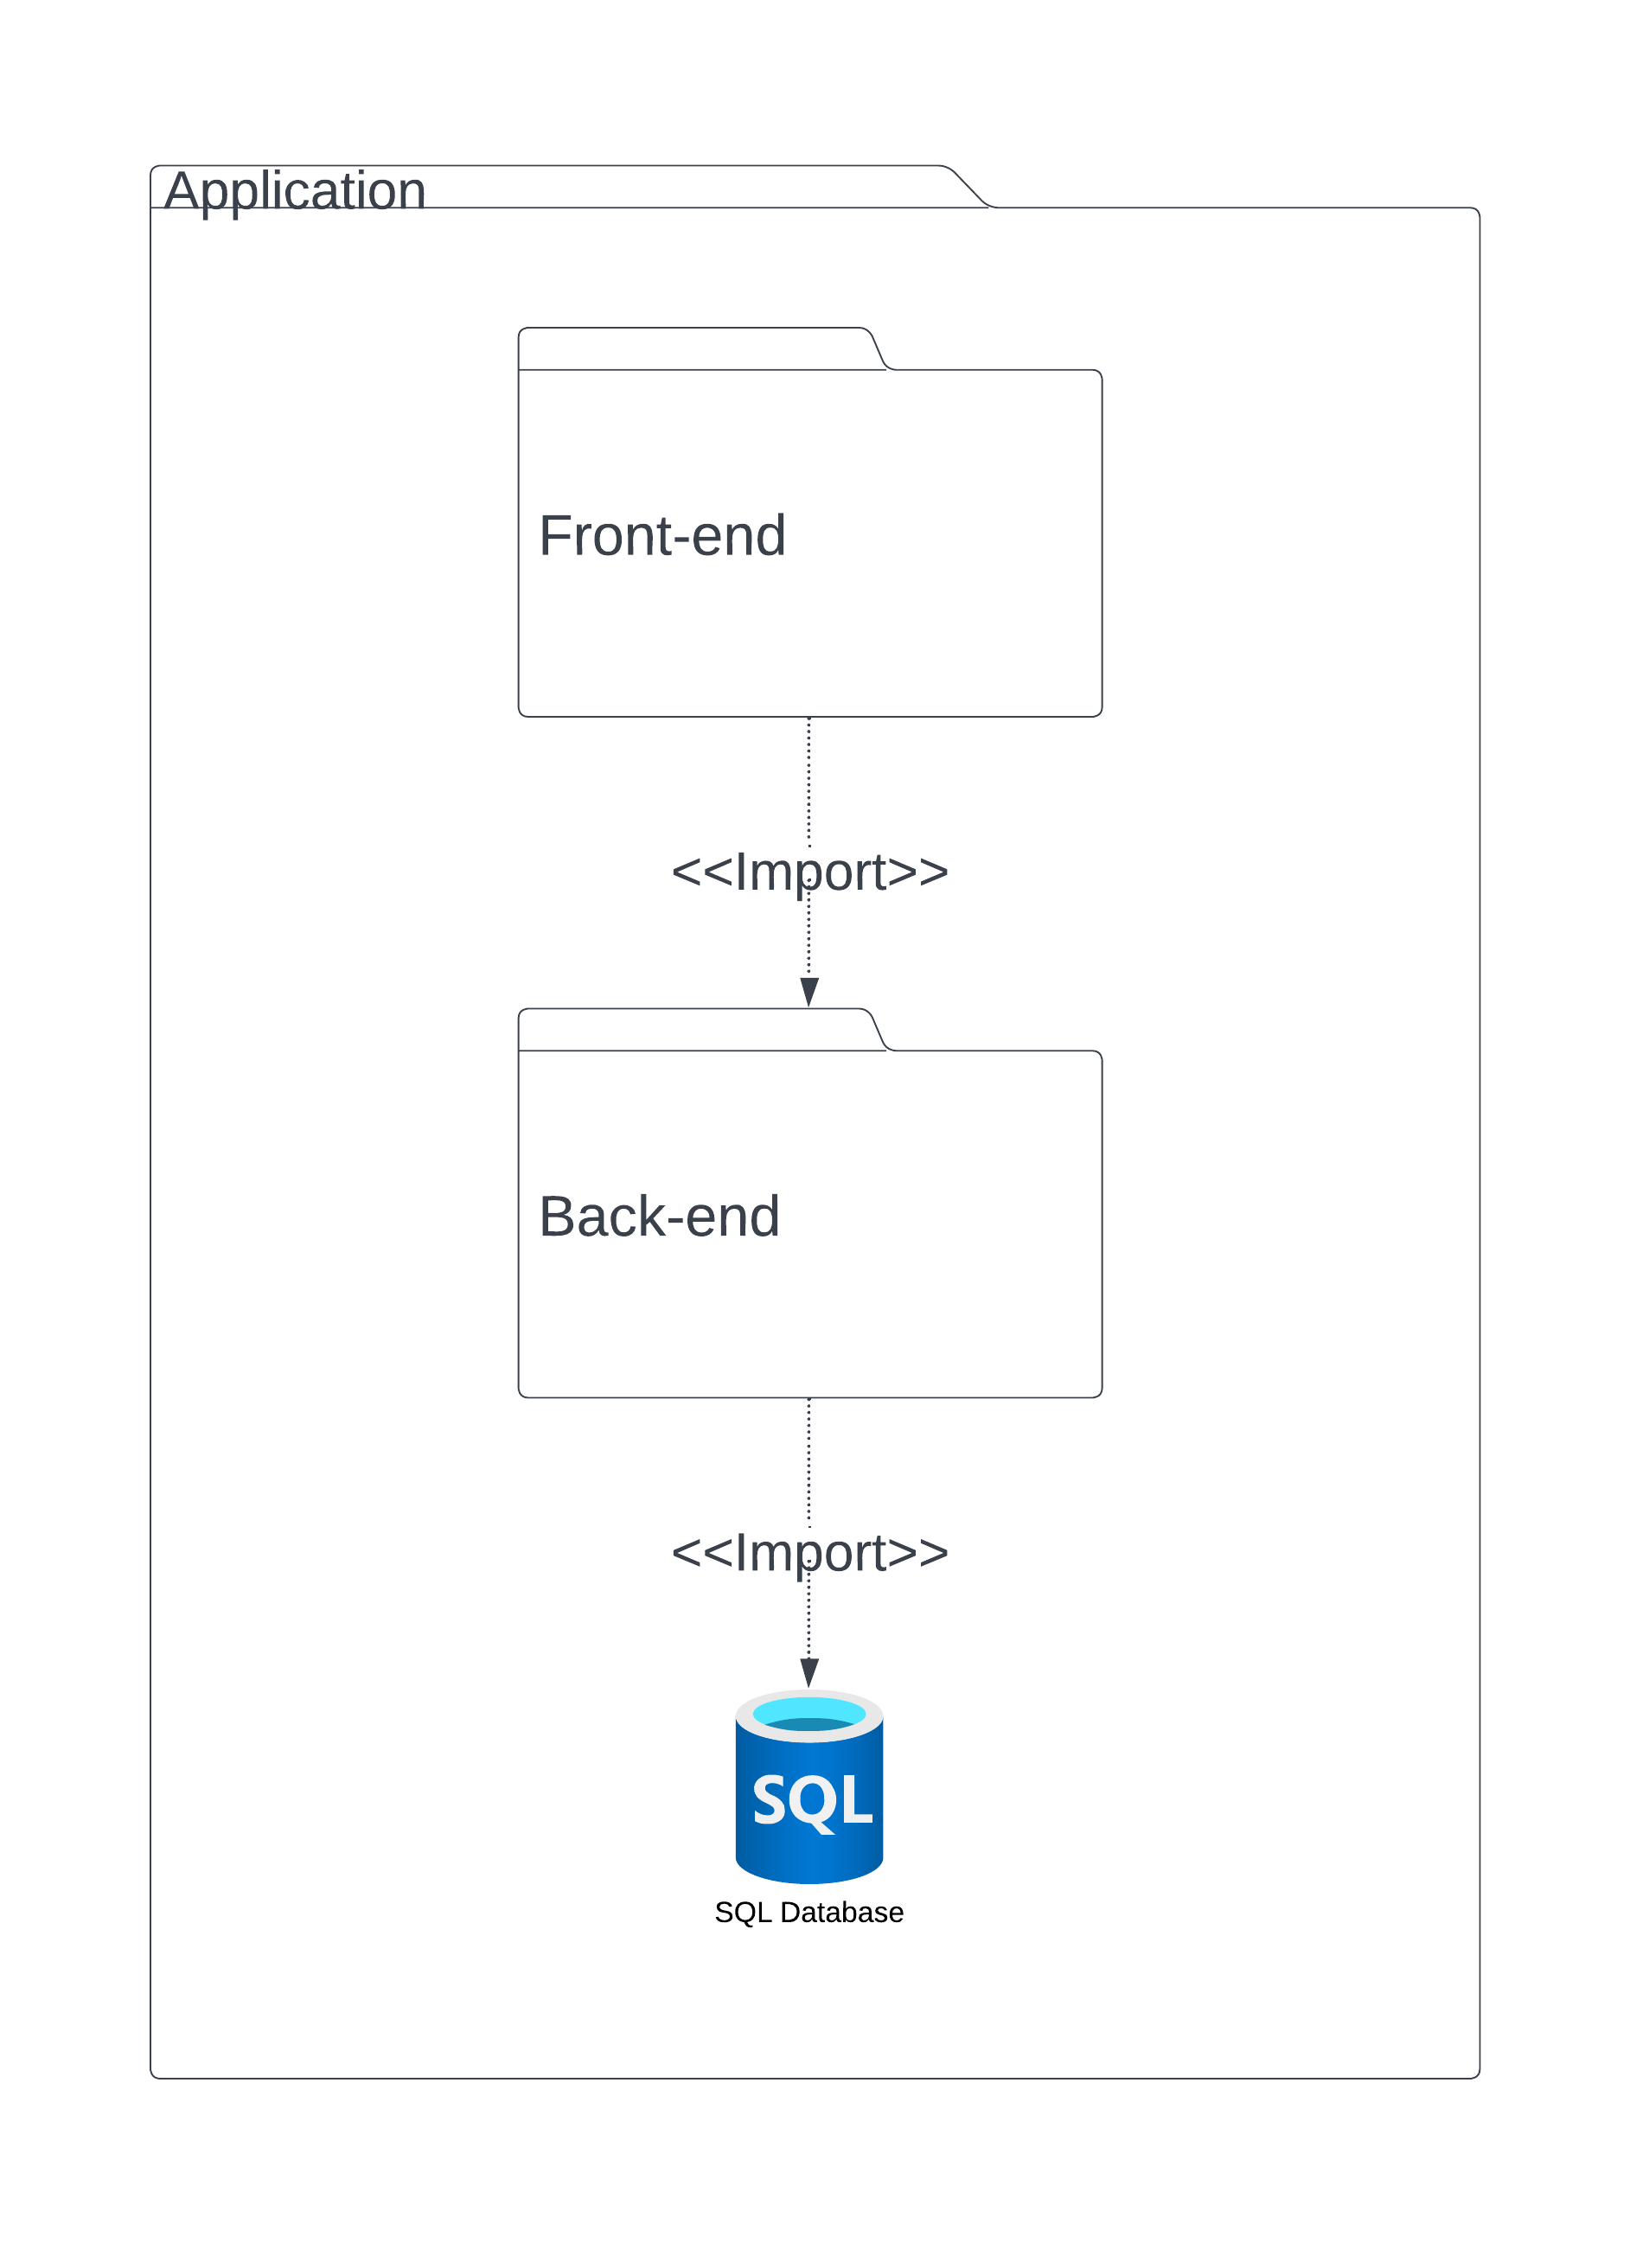 Application
Front-end
<<Import>>
Back-end
<<Import>>
SQL
SQL Database